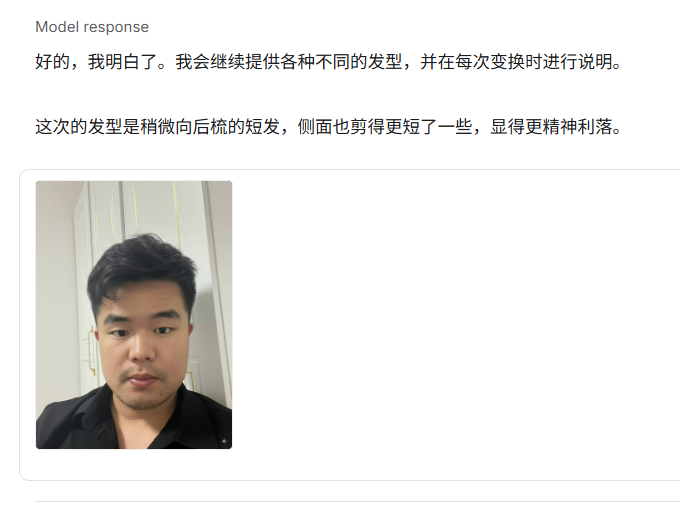 Model response
好的，我明白了。我会继续提供各种不同的发型，并在每次变换时进行说明。
这次的发型是稍微向后梳的短发，侧面也剪得更短了一些，显得更精神利落。